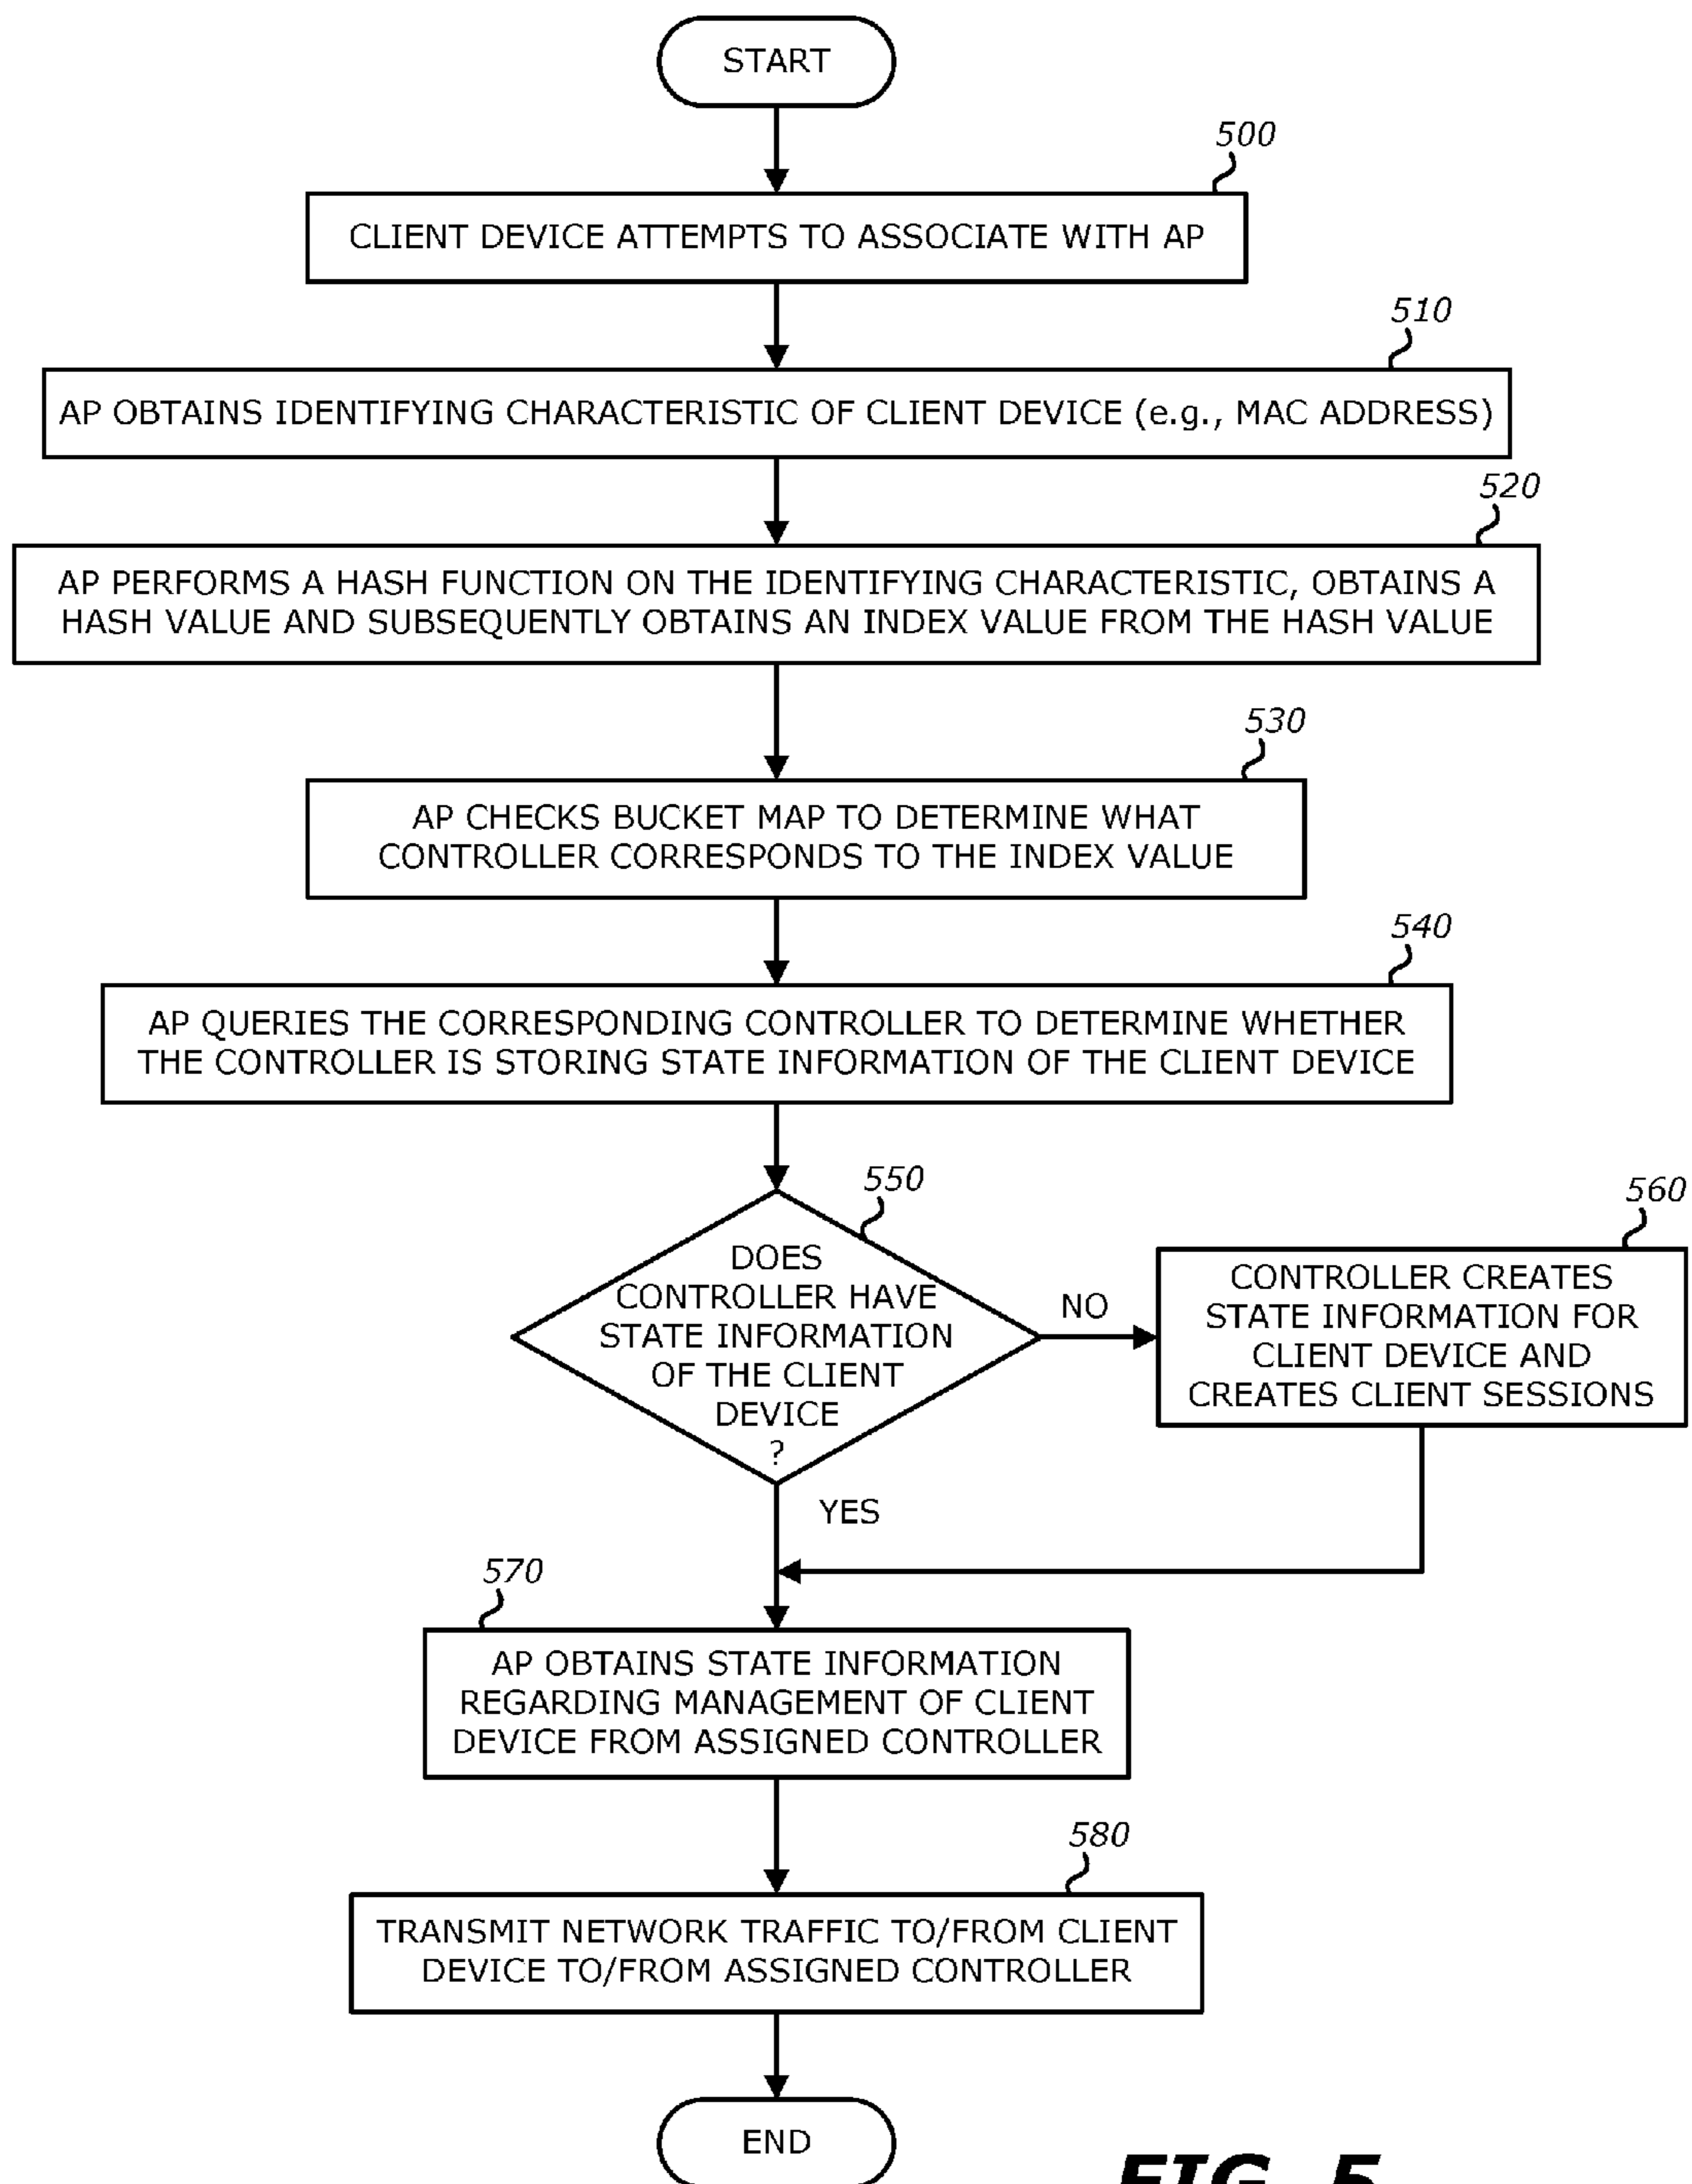 START
500
CLIENT DEVICE ATTEMPTS TO ASSOCIATE WITH AP
510
AP OBTAINS IDENTIFYING CHARACTERISTIC OF CLIENT DEVICE (e.g., MAC ADDRESS)
520
AP PERFORMS A HASH FUNCTION ON THE IDENTIFYING CHARACTERISTIC, OBTAINS A
HASH VALUE AND SUBSEQUENTLY OBTAINS AN INDEX VALUE FROM THE HASH VALUE
530
AP CHECKS BUCKET MAP TO DETERMINE WHAT
CONTROLLER CORRESPONDS TO THE INDEX VALUE
540
AP QUERIES THE CORRESPONDING CONTROLLER TO DETERMINE WHETHER
THE CONTROLLER IS STORING STATE INFORMATION OF THE CLIENT DEVICE
550
DOES
CONTROLLER HAVE
STATE INFORMATION
OF THE CLIENT
DEVICE
?
NO
560
CONTROLLER CREATES
STATE INFORMATION FOR
CLIENT DEVICE AND
CREATES CLIENT SESSIONS
YES
570
AP OBTAINS STATE INFORMATION
REGARDING MANAGEMENT OF CLIENT
DEVICE FROM ASSIGNED CONTROLLER
580
TRANSMIT NETWORK TRAFFIC TO/FROM CLIENT
DEVICE TO/FROM ASSIGNED CONTROLLER
END
FIG. 5